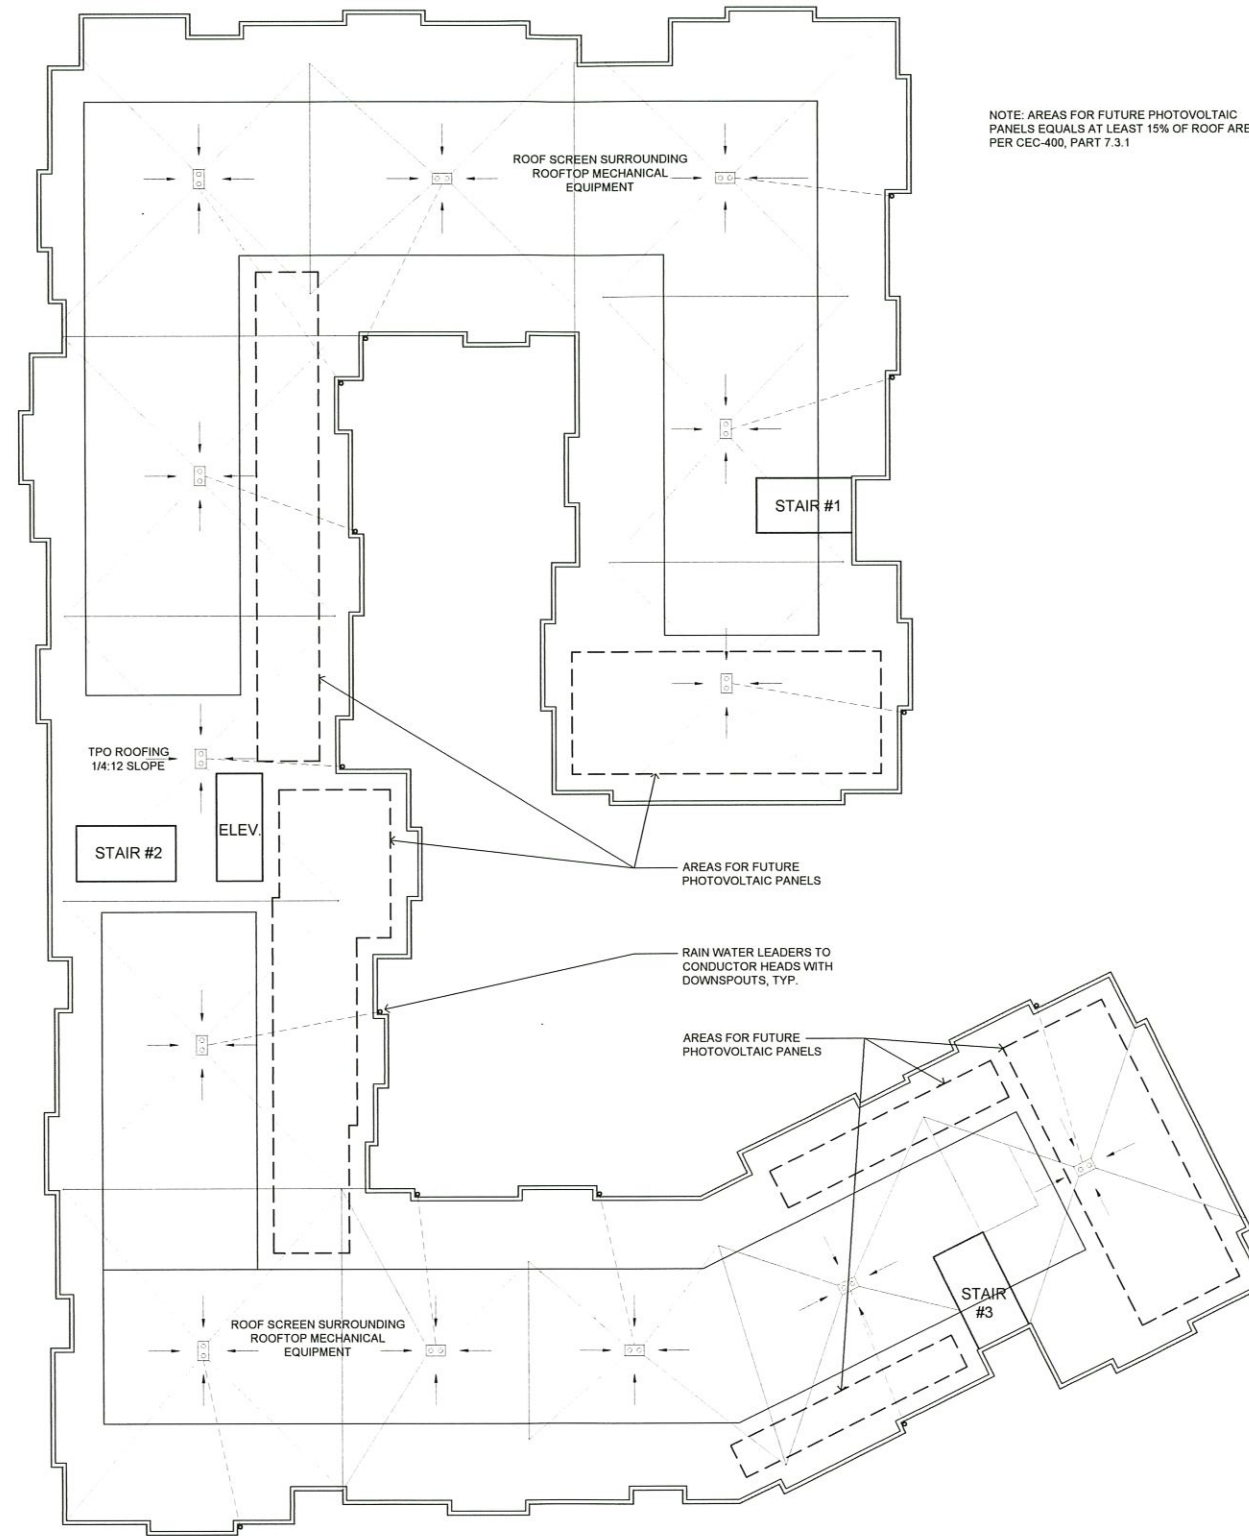 NOTE: AREAS FOR FUTURE PHOTOVOLTAIC
PANELS EQUALS AT LEAST 15% OF ROOF ARE
PER CEC-400, PART 7.3.1
ROOF SCREEN SURROUNDING
ROOFTOP MECHANICAL
EQUIPMENT
STAIR #1
TPO ROOFING
1/4:12 SLOPE
ELEV.
STAIR #2
AREAS FOR FUTURE
PHOTOVOLTAIC PANELS
RAIN WATER LEADERS TO
CONDUCTOR HEADS WITH
DOWNSPOUTS, TYP.
AREAS FOR FUTURE
PHOTOVOLTAIC PANELS
STAIR
#3
ROOF SCREEN SURROUNDING
ROOFTOP MECHANICAL
EQUIPMENT